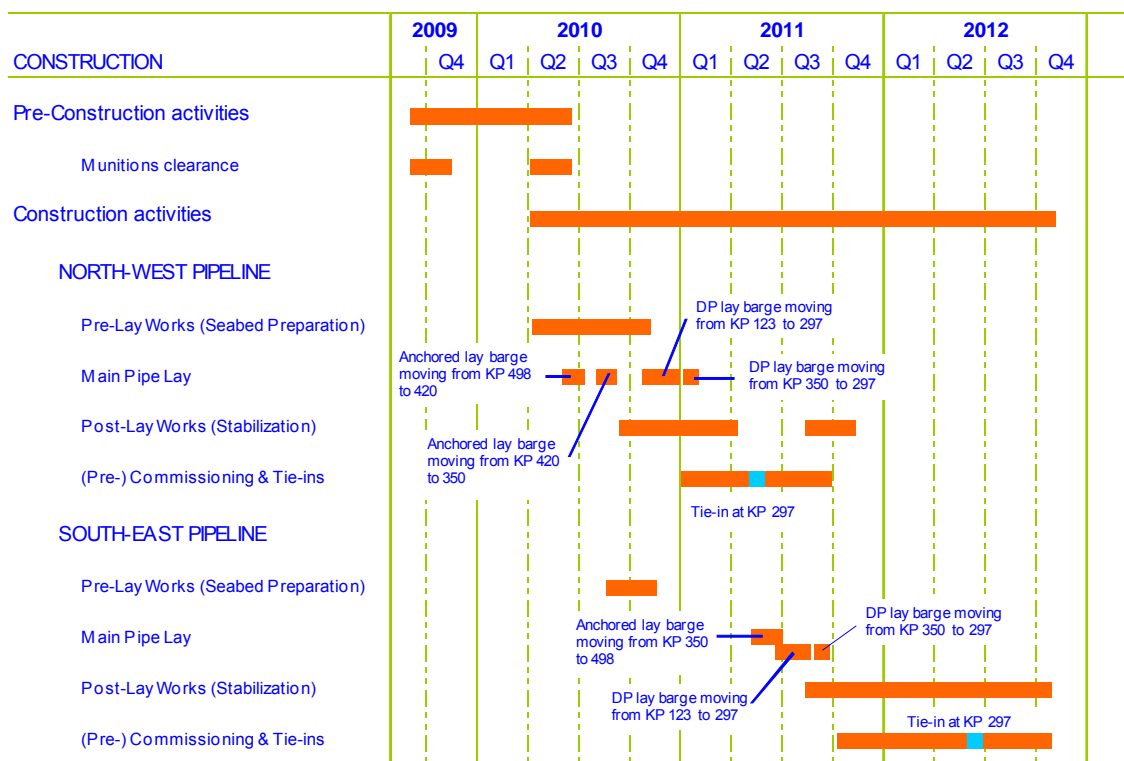 2009 2010 2011 2012
CONSTRUCTION Q4 Q1 Q2 Q3 Q4 Q1 Q2 Q3 Q4 Q1 Q2 Q3 Q4
Pre-Construction activities
Munitions clearance
Construction activities
NORTH-WEST PIPELINE
DP lay barge moving
from KP 123 to 297
Pre-Lay Works (Seabed Preparation)
Anchored lay barge
moving from KP 498
to 420
Main Pipe Lay
DP lay barge moving
from KP 350 to 297
Post-Lay Works (Stabilization)
Anchored lay barge
moving from KP 420
to 350
(Pre-) Commissioning & Tie-ins
Tie-in at KP 297
SOUTH-EAST PIPELINE
Pre-Lay Works (Seabed Preparation)
DP lay barge moving
from KP 350 to 297
Main Pipe Lay
Anchored lay barge
moving from KP 350
to 498
Post-Lay Works (Stabilization)
DP lay barge moving
from KP 123 to 297
Tie-in at KP 297
(Pre-) Commissioning & Tie-ins